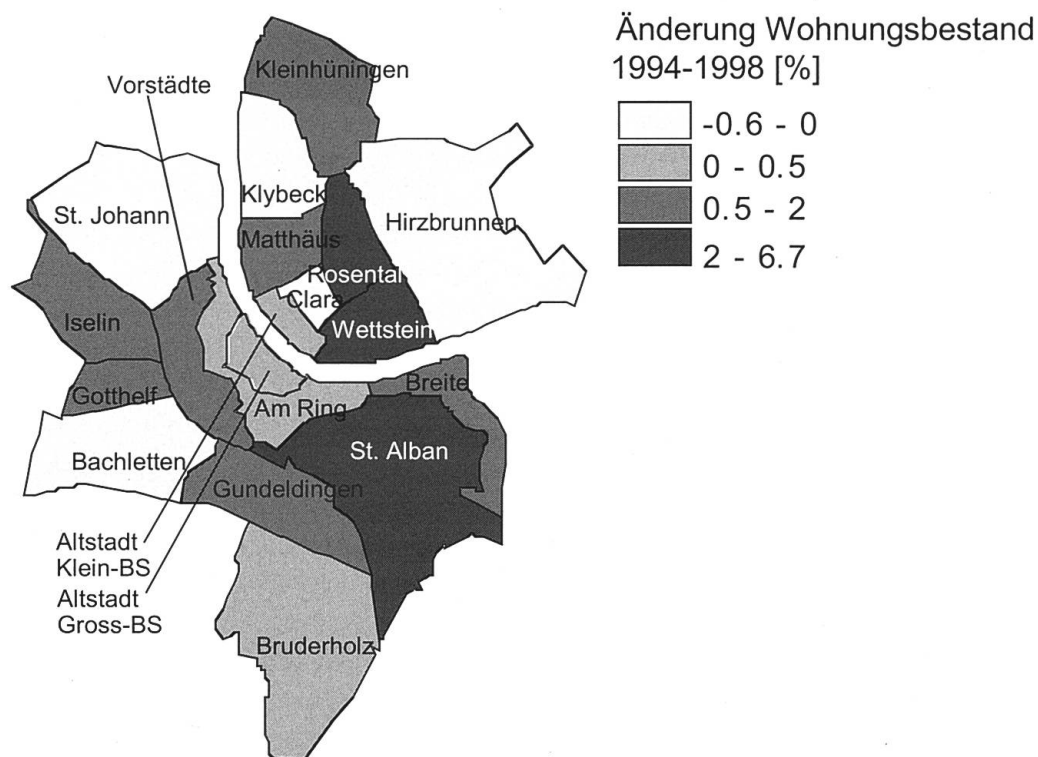 Änderung Wohnungsbestand
1994-1998 [%]
-0.6 - 0
0 - 0.5
0.5 - 2
2 - 6.7
Kleinhüningen
Vorstädte
Klybeck
St. Johann
Hirzbrunnen
Matthäus
Rosental
Clara
Iselin
Wettstein
Gotthelf
Breite
Am Ring
St. Alban
Bachletten
Gundeldingen
Altstadt
Klein-BS
Altstadt
Gross-BS
Bruderholz